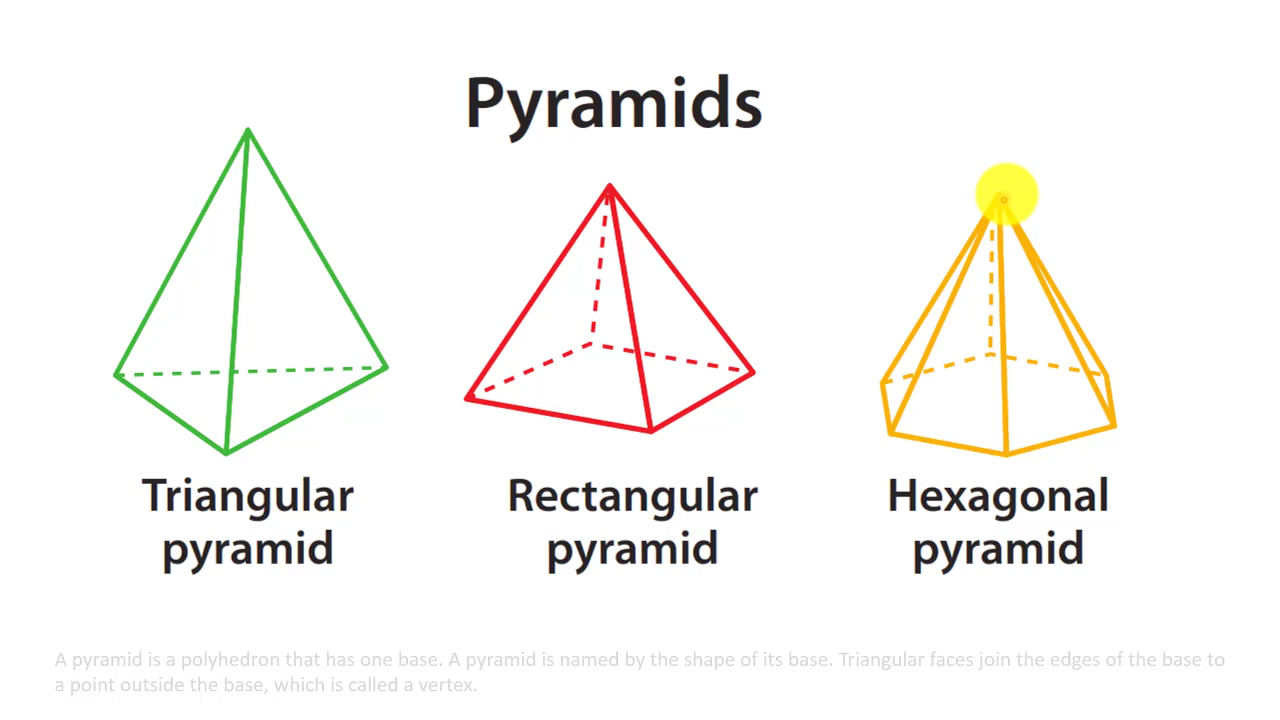 Pyramids
Triangular
pyramid
Rectangular
pyramid
Hexagonal
pyramid
A pyramid is a polyhedron that has one base. A pyramid is named by the shape of its base. Triangular faces join the edges of the base to
a point outside the base, which is called a vertex.